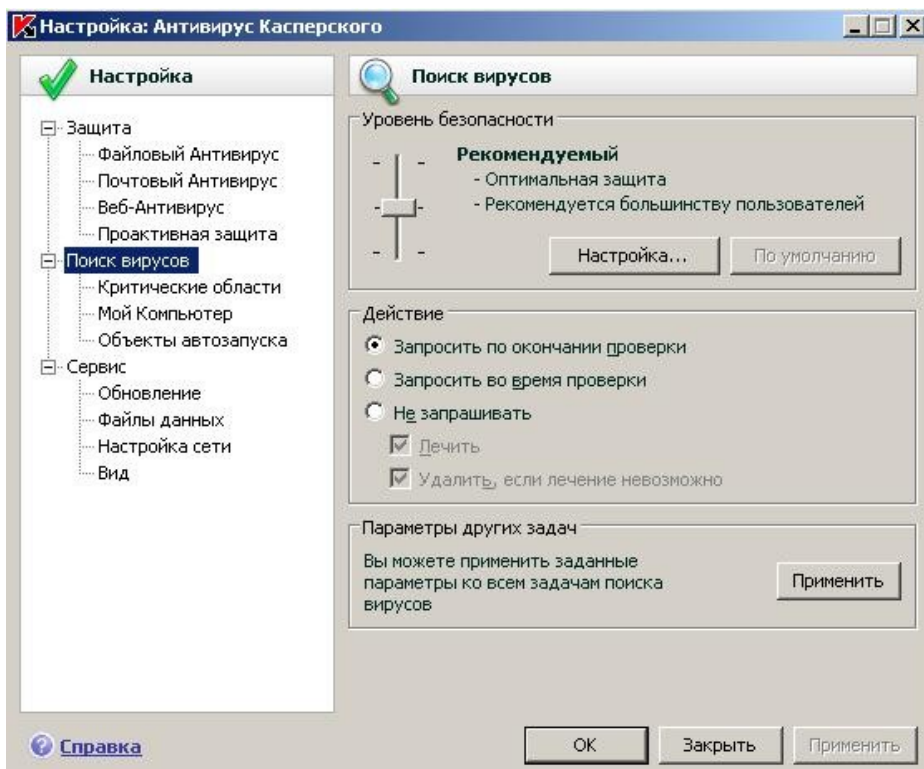 Настройка: Антивирус Касперского
Настройка
Защита
Файловый Антивирус
Почтовый Антивирус
Веб-Антивирус
Проактивная защита
Поиск вирусов
Критические области
Мой Компьютер
Объекты автозапуска
Сервис
Обновление
Файлы данных
Настройка сети
Вид
Поиск вирусов
Уровень безопасности
Рекомендуемый
- Оптимальная защита
- Рекомендуется большинству пользователей
Настройка...
По умолчанию
Действие
Запросить по окончании проверки
Запросить во время проверки
Не запрашивать
Лечить
Удалить, если лечение невозможно
Параметры других задач
Вы можете применить заданные
параметры ко всем задачам поиска
вирусов
Применить
Справка
OK
Закрыть
Применить